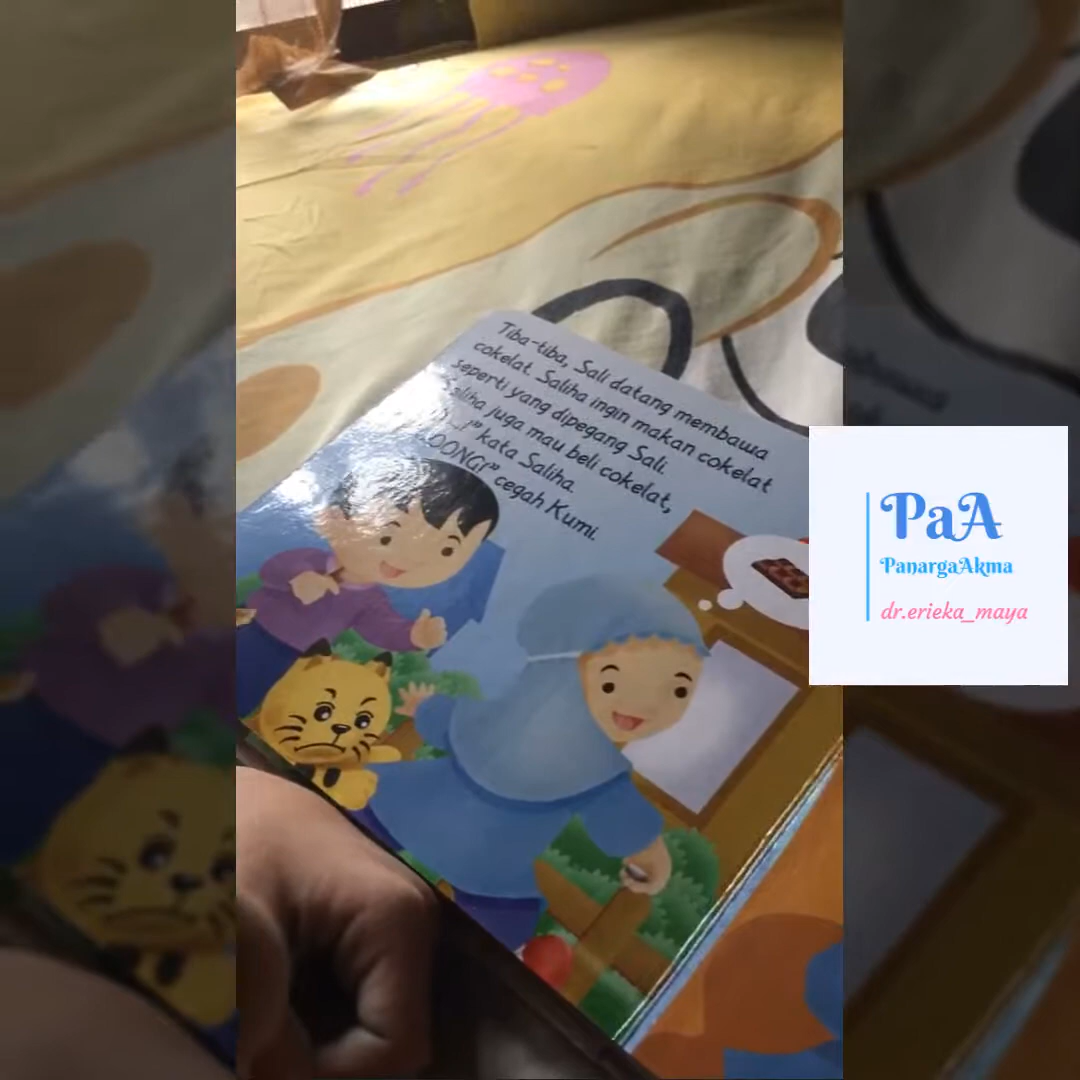 Tiba-tiba, Sali datang membawa
cokelat. Saliha ingin makan cokelat
seperti yang dipegang Sali.
Saliha juga mau beli cokelat,
kata Saliha.
cegah Kumi.
PaA
PanargaAkma
dr.erieka_maya